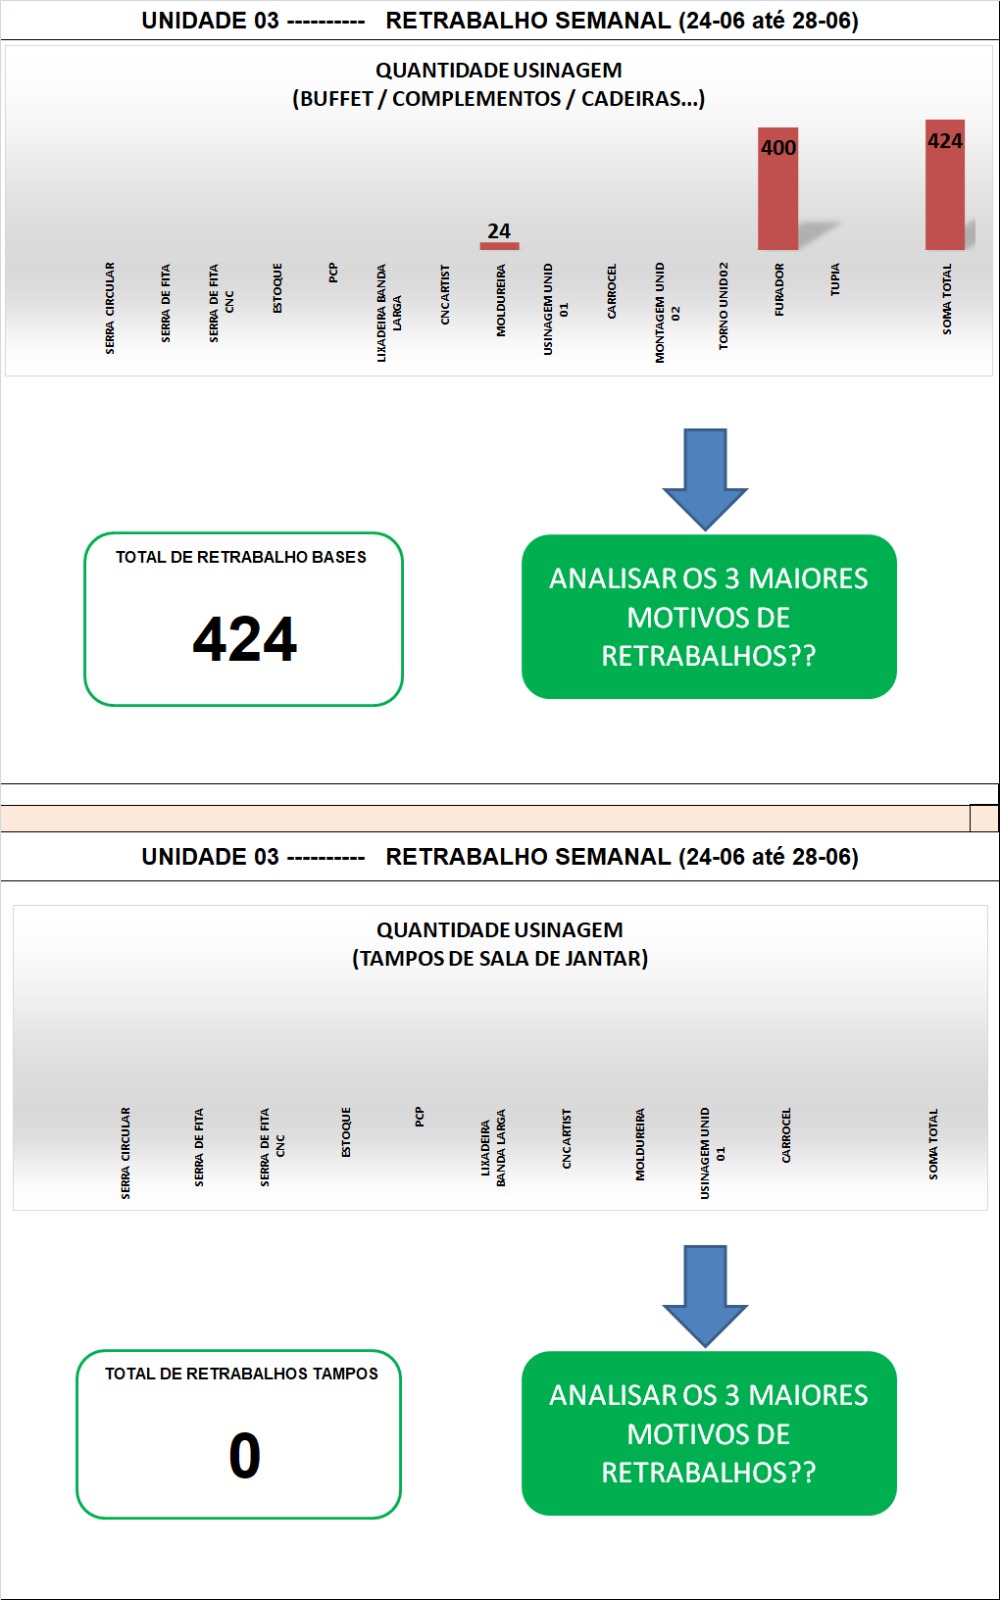 UNIDADE 03 ---------- RETRABALHO SEMANAL (24-06 até 28-06)
QUANTIDADE USINAGEM
(BUFFET / COMPLEMENTOS / CADEIRAS...)
24
400
424
SERRA CIRCULAR
SERRA DE FITA
SERRA DE FITA
CNC
ESTOQUE
PCP
LIXADEIRA BANDA
LARGA
CNC ARTIST
MOLDUREIRA
USINAGEM UNID
01
CARROCEL
MONTAGEM UNID
02
TORNO UNID02
FURADOR
TUPIA
SOMA TOTAL
TOTAL DE RETRABALHO BASES
424
ANALISAR OS 3 MAIORES
MOTIVOS DE
RETRABALHOS??
UNIDADE 03 ---------- RETRABALHO SEMANAL (24-06 até 28-06)
QUANTIDADE USINAGEM
(TAMPOS DE SALA DE JANTAR)
SERRA CIRCULAR
SERRA DE FITA
SERRA DE FITA
CNC
ESTOQUE
PCP
LIXADEIRA
BANDA LARGA
CNC ARTIST
MOLDUREIRA
USINAGEM UNID
01
CARROCEL
SOMA TOTAL
TOTAL DE RETRABALHOS TAMPOS
0
ANALISAR OS 3 MAIORES
MOTIVOS DE
RETRABALHOS??